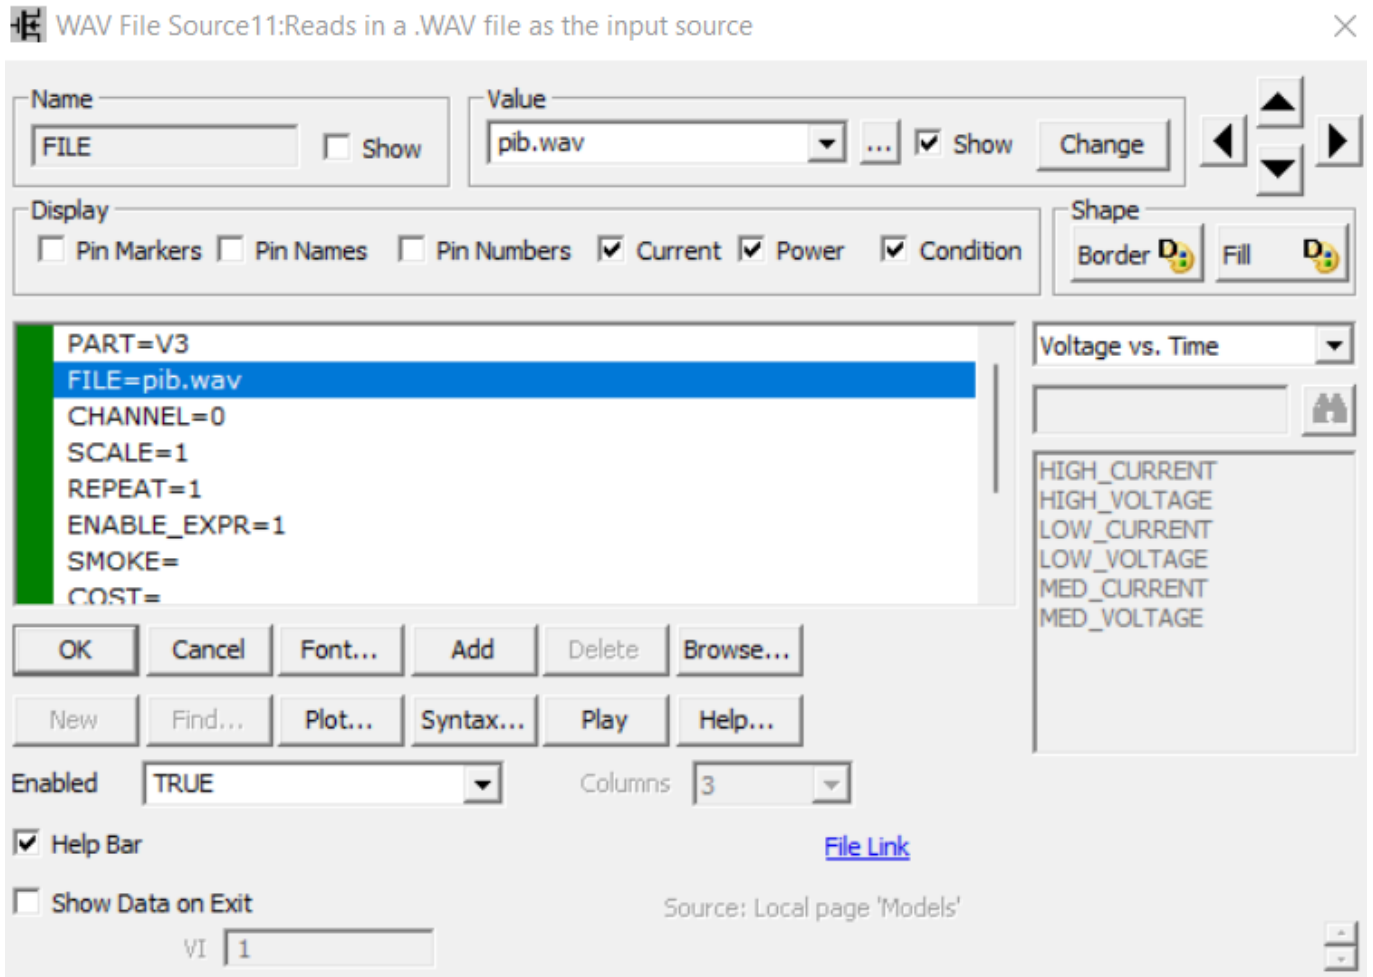 WAV File Source11:Reads in a .WAV file as the input source
Name
FILE
Show
Value
pib.wav
...
Show
Change
Display
Pin Markers
Pin Names
Pin Numbers
Current
Power
Condition
Shape
Border
Fill
PART=V3
FILE=pib.wav
CHANNEL=0
SCALE=1
REPEAT=1
ENABLE_EXPR=1
SMOKE=
COST=
Voltage vs. Time
HIGH_CURRENT
HIGH_VOLTAGE
LOW_CURRENT
LOW_VOLTAGE
MED_CURRENT
MED_VOLTAGE
OK
Cancel
Font...
Add
Delete
Browse...
New
Find...
Plot...
Syntax...
Play
Help...
Enabled
TRUE
Columns
3
Help Bar
File Link
Show Data on Exit
Source: Local page 'Models'
VI
1